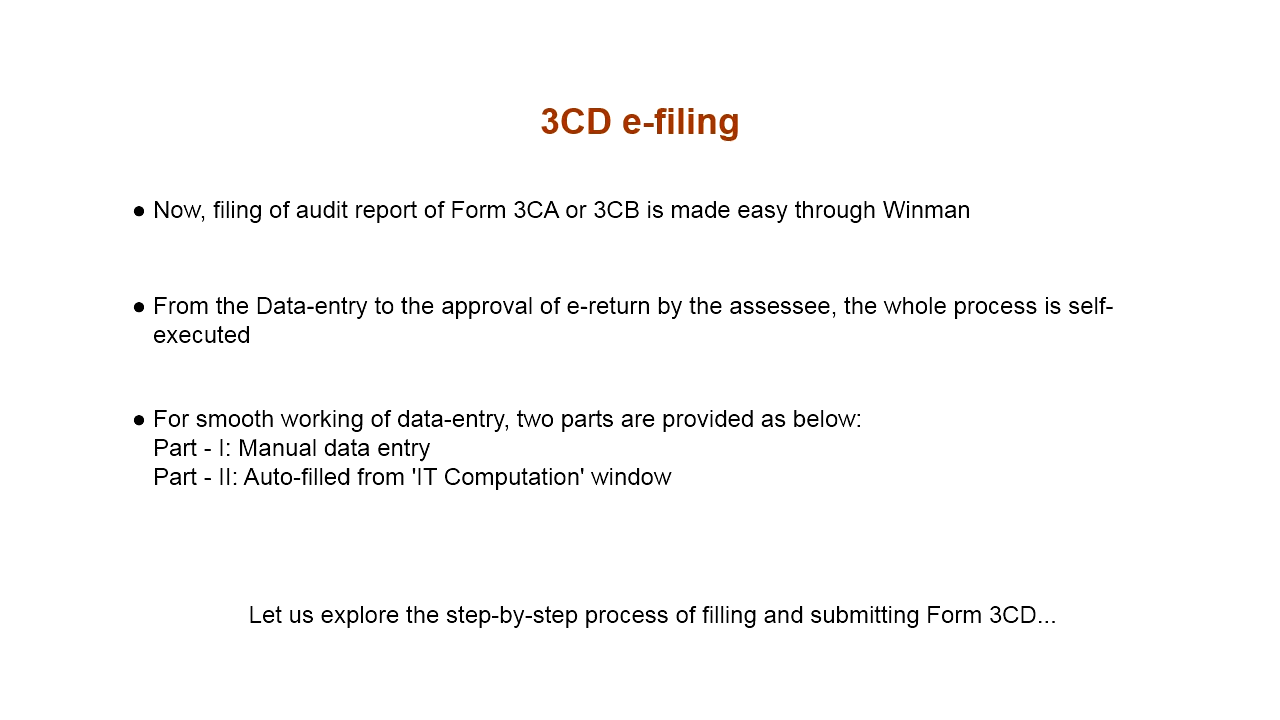 3CD e-filing
● Now, filing of audit report of Form 3CA or 3CB is made easy through Winman
● From the Data-entry to the approval of e-return by the assessee, the whole process is self-
executed
● For smooth working of data-entry, two parts are provided as below:
Part - I: Manual data entry
Part - II: Auto-filled from 'IT Computation' window
Let us explore the step-by-step process of filling and submitting Form 3CD...